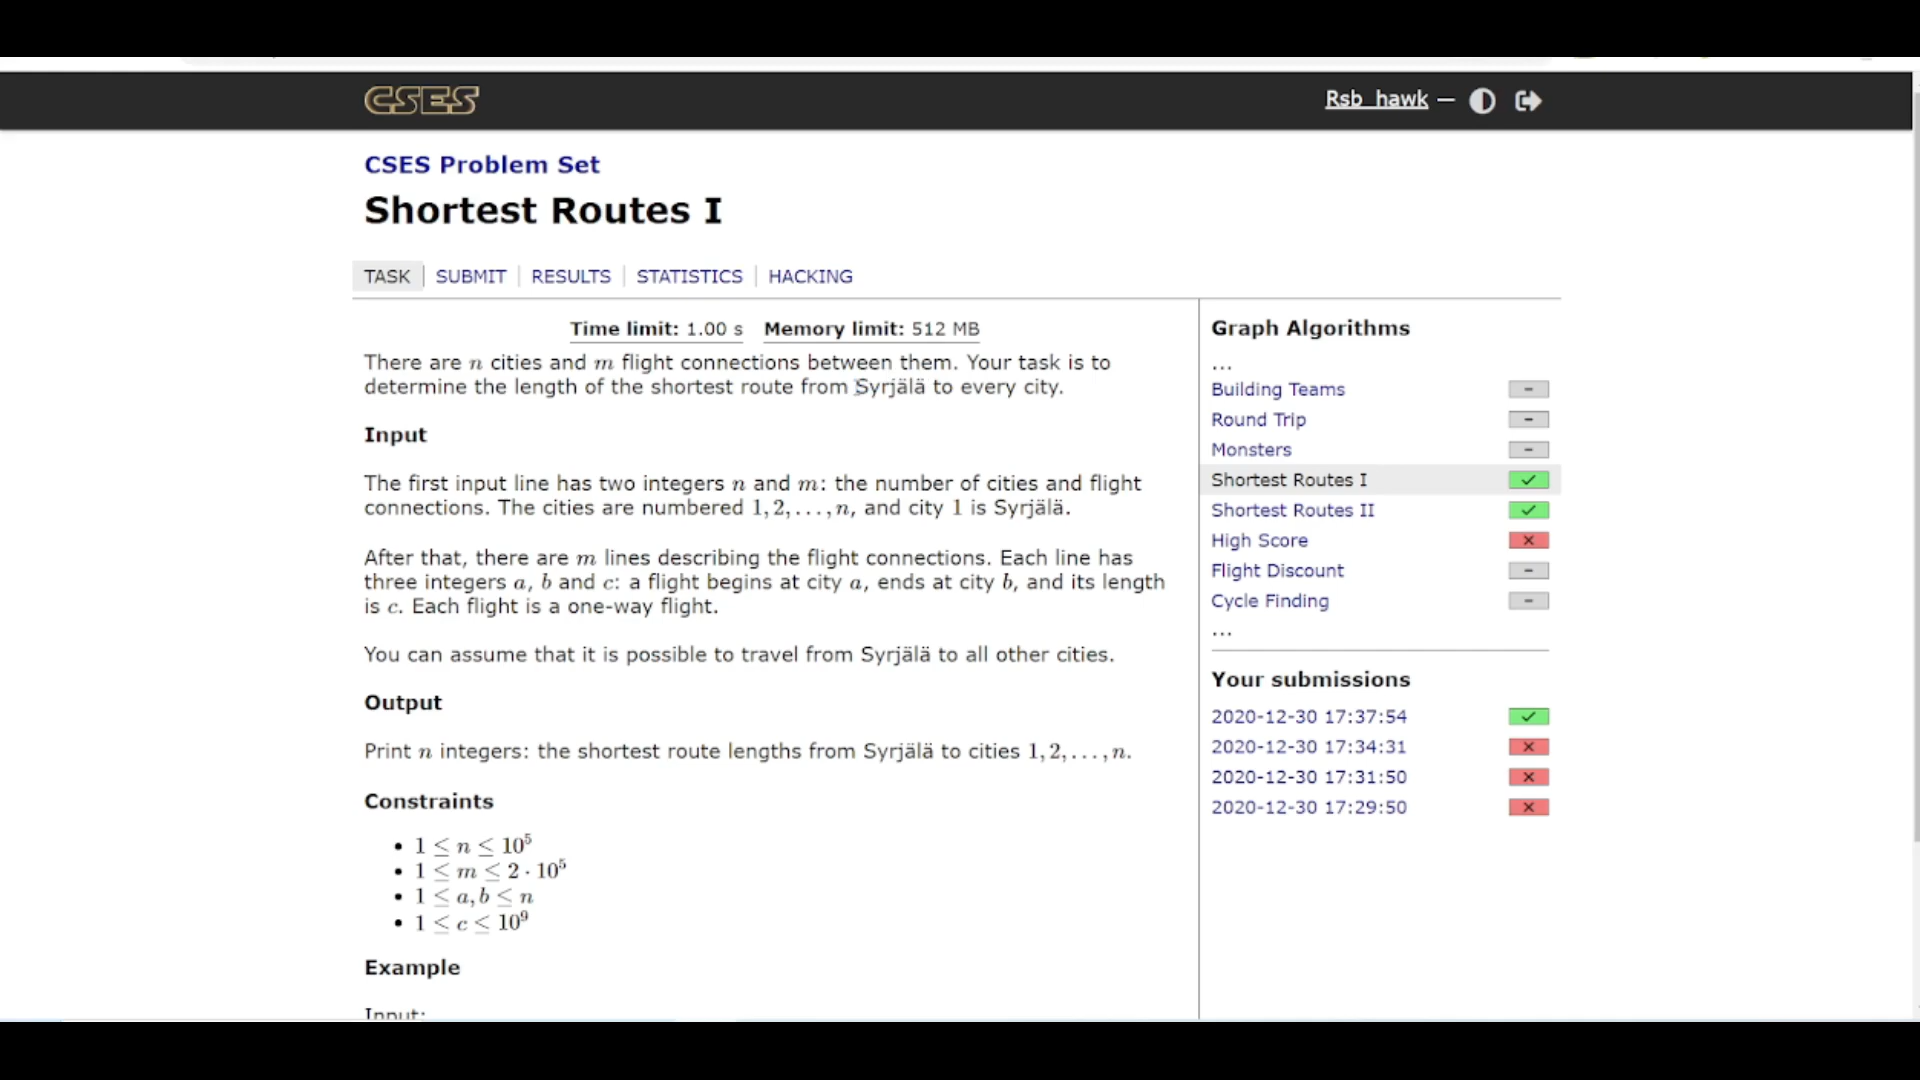 CSES
Rsb_hawk —
CSES Problem Set
Shortest Routes I
TASK | SUBMIT | RESULTS | STATISTICS | HACKING
Time limit: 1.00 s Memory limit: 512 MB
There are n cities and m flight connections between them. Your task is to
determine the length of the shortest route from Syrjälä to every city.
Input
The first input line has two integers n and m: the number of cities and flight
connections. The cities are numbered 1, 2, . . . , n, and city 1 is Syrjälä.
After that, there are m lines describing the flight connections. Each line has
three integers a, b and c: a flight begins at city a, ends at city b, and its length
is c. Each flight is a one-way flight.
You can assume that it is possible to travel from Syrjälä to all other cities.
Output
Print n integers: the shortest route lengths from Syrjälä to cities 1, 2, . . . , n.
Constraints
• 1 ≤ n ≤ 10⁵
• 1 ≤ m ≤ 2 · 10⁵
• 1 ≤ a, b ≤ n
• 1 ≤ c ≤ 10⁹
Example
Input:
Graph Algorithms
...
Building Teams –
Round Trip –
Monsters –
Shortest Routes I ✓
Shortest Routes II ✓
High Score ×
Flight Discount –
Cycle Finding –
...
Your submissions
2020-12-30 17:37:54 ✓
2020-12-30 17:34:31 ×
2020-12-30 17:31:50 ×
2020-12-30 17:29:50 ×